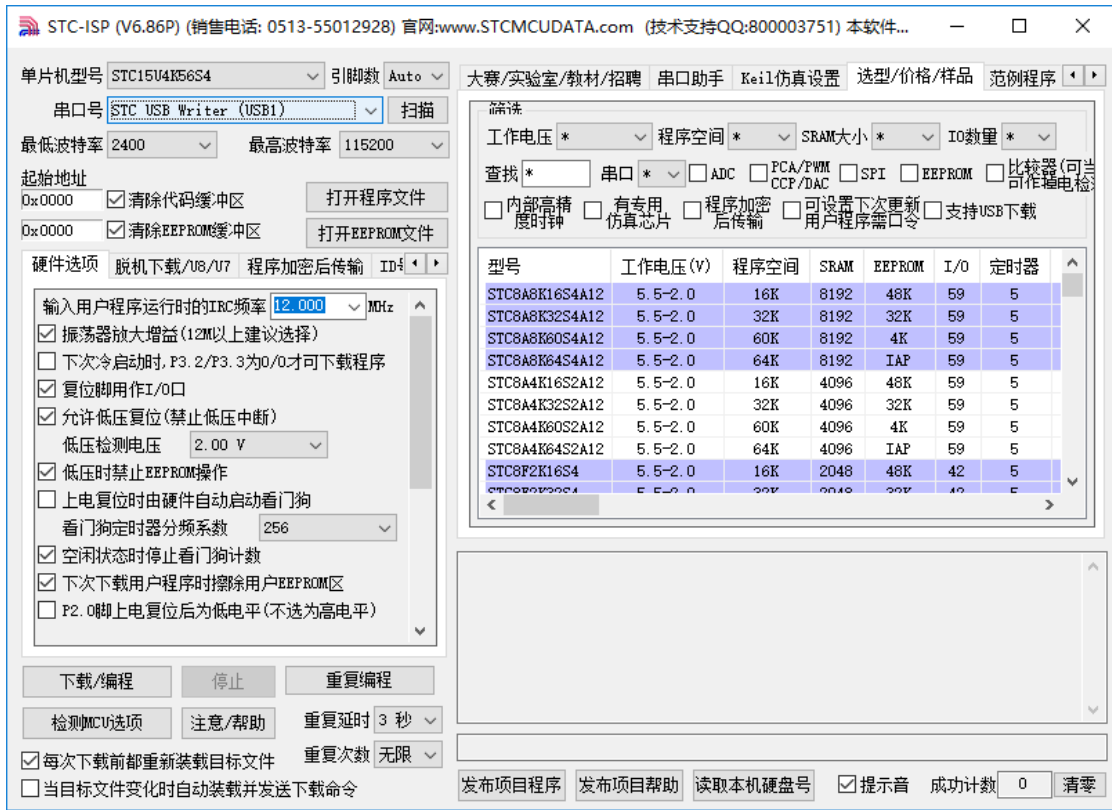 STC-ISP (V6.86P) (销售电话: 0513-55012928) 官网:www.STCMCUDATA.com (技术支持QQ:800003751) 本软件...
单片机型号 STC15U4K56S4 引脚数 Auto
串口号 STC USB Writer (USB1) 扫描
最低波特率 2400 最高波特率 115200
起始地址
0x0000 清除代码缓冲区 打开程序文件
0x0000 清除EEPROM缓冲区 打开EEPROM文件
硬件选项 脱机下载/U8/U7 程序加密后传输
输入用户程序运行时的IRC频率 12.000 MHz
振荡器放大增益(12M以上建议选择)
下次冷启动时,P3.2/P3.3为0/0才可下载程序
复位脚用作I/O口
允许低压复位(禁止低压中断)
低压检测电压 2.00 V
低压时禁止EEPROM操作
上电复位时由硬件自动启动看门狗
看门狗定时器分频系数 256
空闲状态时停止看门狗计数
下次下载用户程序时擦除用户EEPROM区
P2.0脚上电复位后为低电平(不选为高电平)
下载/编程 停止 重复编程
检测MCU选项 注意/帮助 重复延时 3 秒
每次下载前都重新装载目标文件 重复次数 无限
当目标文件变化时自动装载并发送下载命令
大赛/实验室/教材/招聘 串口助手 Keil仿真设置 选型/价格/样品 范例程序
筛选
工作电压 * 程序空间 * SRAM大小 * IO数量 *
查找 * 串口 * ADC PCA/PWM CCP/DAC SPI EEPROM 比较器(可当
内部高精度时钟 有专用仿真芯片 程序加密后传输 可设置下次更新用户程序需口令 支持USB下载
型号 工作电压(V) 程序空间 SRAM EEPROM I/O 定时器
STC8A8K16S4A12 5.5-2.0 16K 8192 48K 59 5
STC8A8K32S4A12 5.5-2.0 32K 8192 32K 59 5
STC8A8K60S4A12 5.5-2.0 60K 8192 4K 59 5
STC8A8K64S4A12 5.5-2.0 64K 8192 IAP 59 5
STC8A4K16S2A12 5.5-2.0 16K 4096 48K 59 5
STC8A4K32S2A12 5.5-2.0 32K 4096 32K 59 5
STC8A4K60S2A12 5.5-2.0 60K 4096 4K 59 5
STC8A4K64S2A12 5.5-2.0 64K 4096 IAP 59 5
STC8F2K16S4 5.5-2.0 16K 2048 48K 42 5
STC8F2K32S4 5.5-2.0 32K 2048 32K 42 5
发布项目程序 发布项目帮助 读取本机硬盘号 提示音 成功计数 0 清零